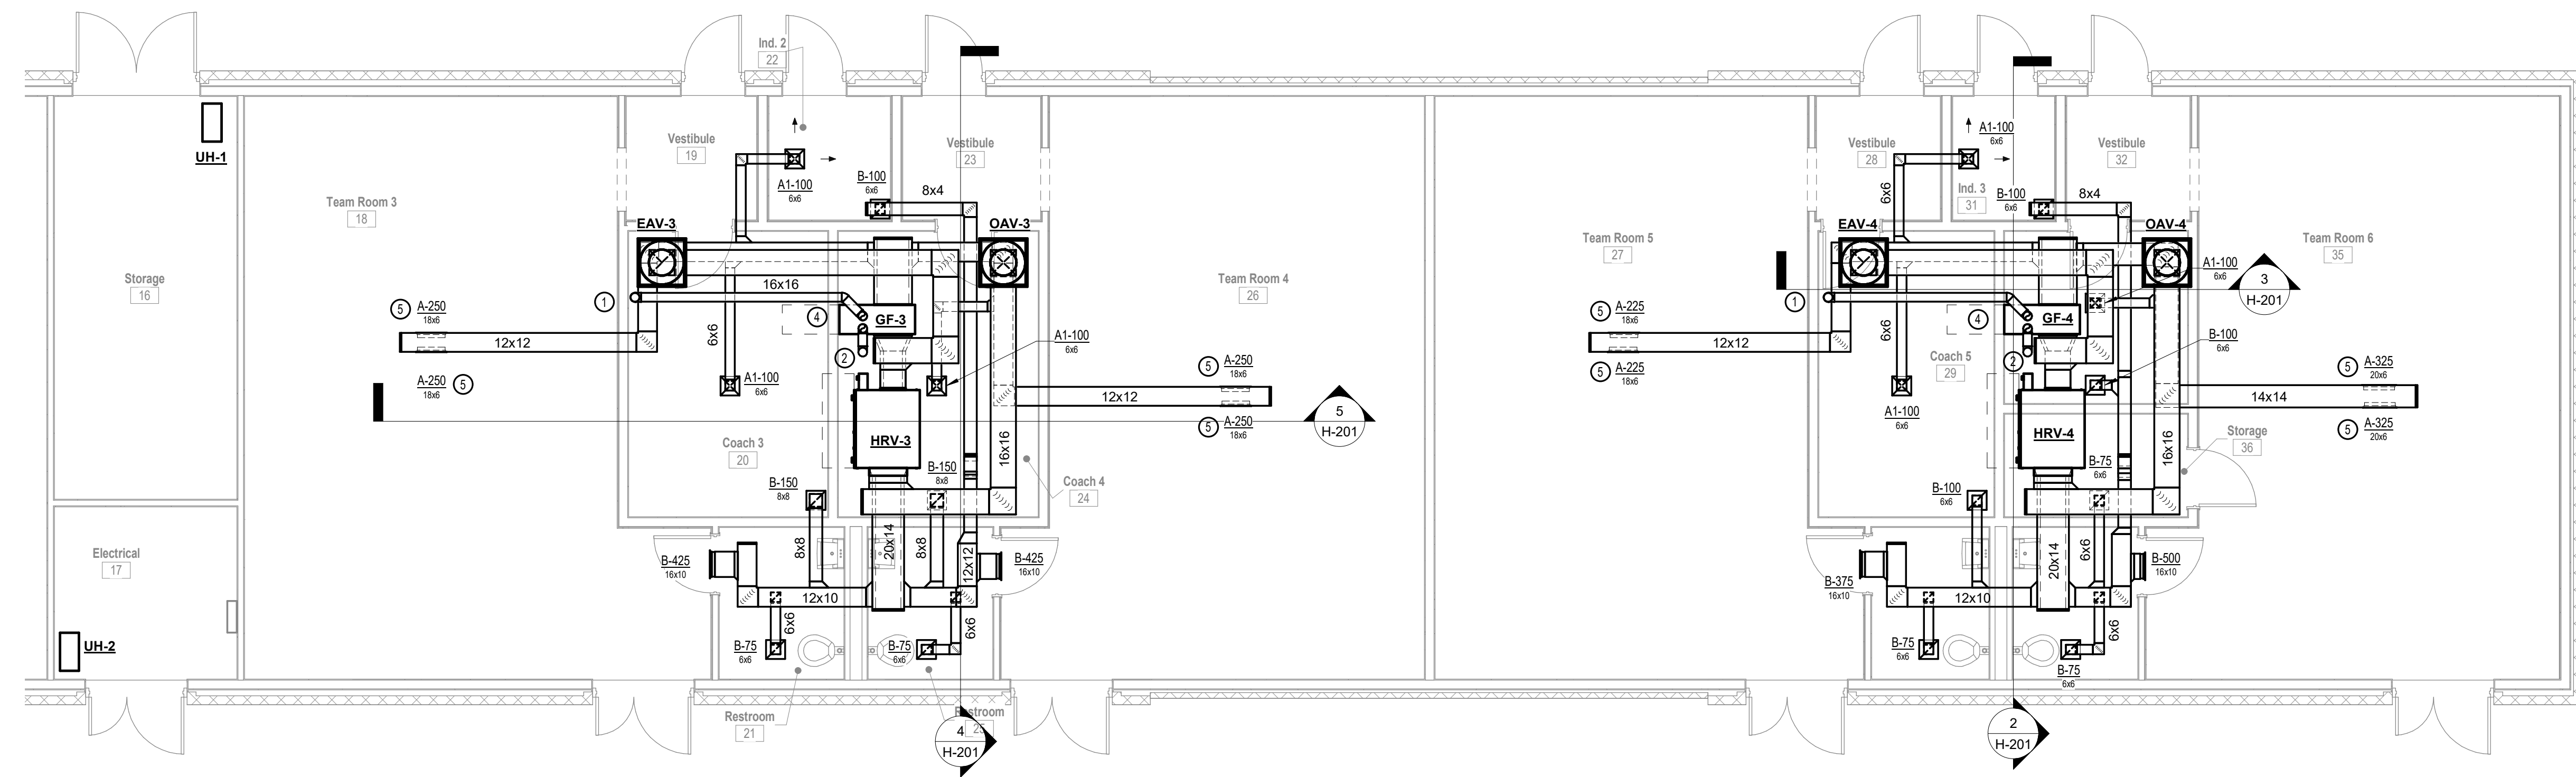 Ind. 2
22
UH-1
Storage
16
Electrical
17
UH-2
Team Room 3
18
Vestibule
19
A1-100
6x6
B-100
6x6
8x4
Vestibule
23
EAV-3
OAV-3
16x16
1
5
A-250
18x6
12x12
A-250
18x6
5
6x6
A1-100
6x6
4
GF-3
2
A1-100
6x6
HRV-3
Coach 3
20
B-150
8x8
B-150
8x8
16x16
Coach 4
24
Team Room 4
26
5
A-250
18x6
12x12
5
A-250
18x6
5
H-201
B-425
16x10
8x8
20x14
8x8
12x12
B-425
16x10
12x10
6x6
6x6
B-75
6x6
B-75
6x6
Restroom
21
Restroom
25
4
H-201
Team Room 5
27
Vestibule
28
A1-100
6x6
6x6
Ind. 3
31
B-100
6x6
8x4
Vestibule
32
EAV-4
OAV-4
Team Room 6
35
A1-100
6x6
3
H-201
1
5
A-225
18x6
12x12
5
A-225
18x6
6x6
4
GF-4
2
B-100
6x6
Coach 5
29
A1-100
6x6
HRV-4
5
A-325
20x6
14x14
5
A-325
20x6
Storage
36
B-100
6x6
B-75
6x6
16x16
B-375
16x10
20x14
6x6
B-500
16x10
12x10
6x6
B-75
6x6
B-75
6x6
2
H-201